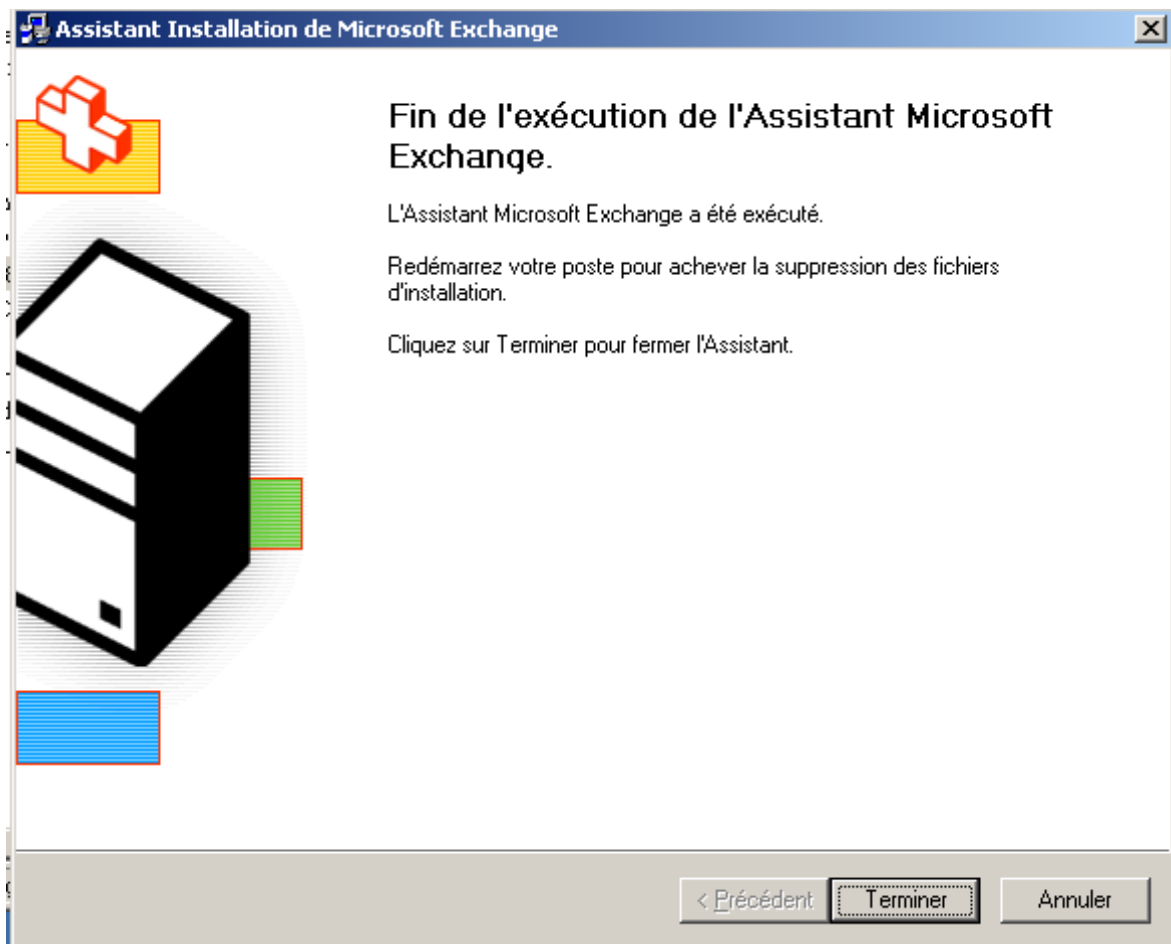 Assistant Installation de Microsoft Exchange
Fin de l'exécution de l'Assistant Microsoft
Exchange.
L'Assistant Microsoft Exchange a été exécuté.
Redémarrez votre poste pour achever la suppression des fichiers
d'installation.
Cliquez sur Terminer pour fermer l'Assistant.
< Précédent Terminer Annuler